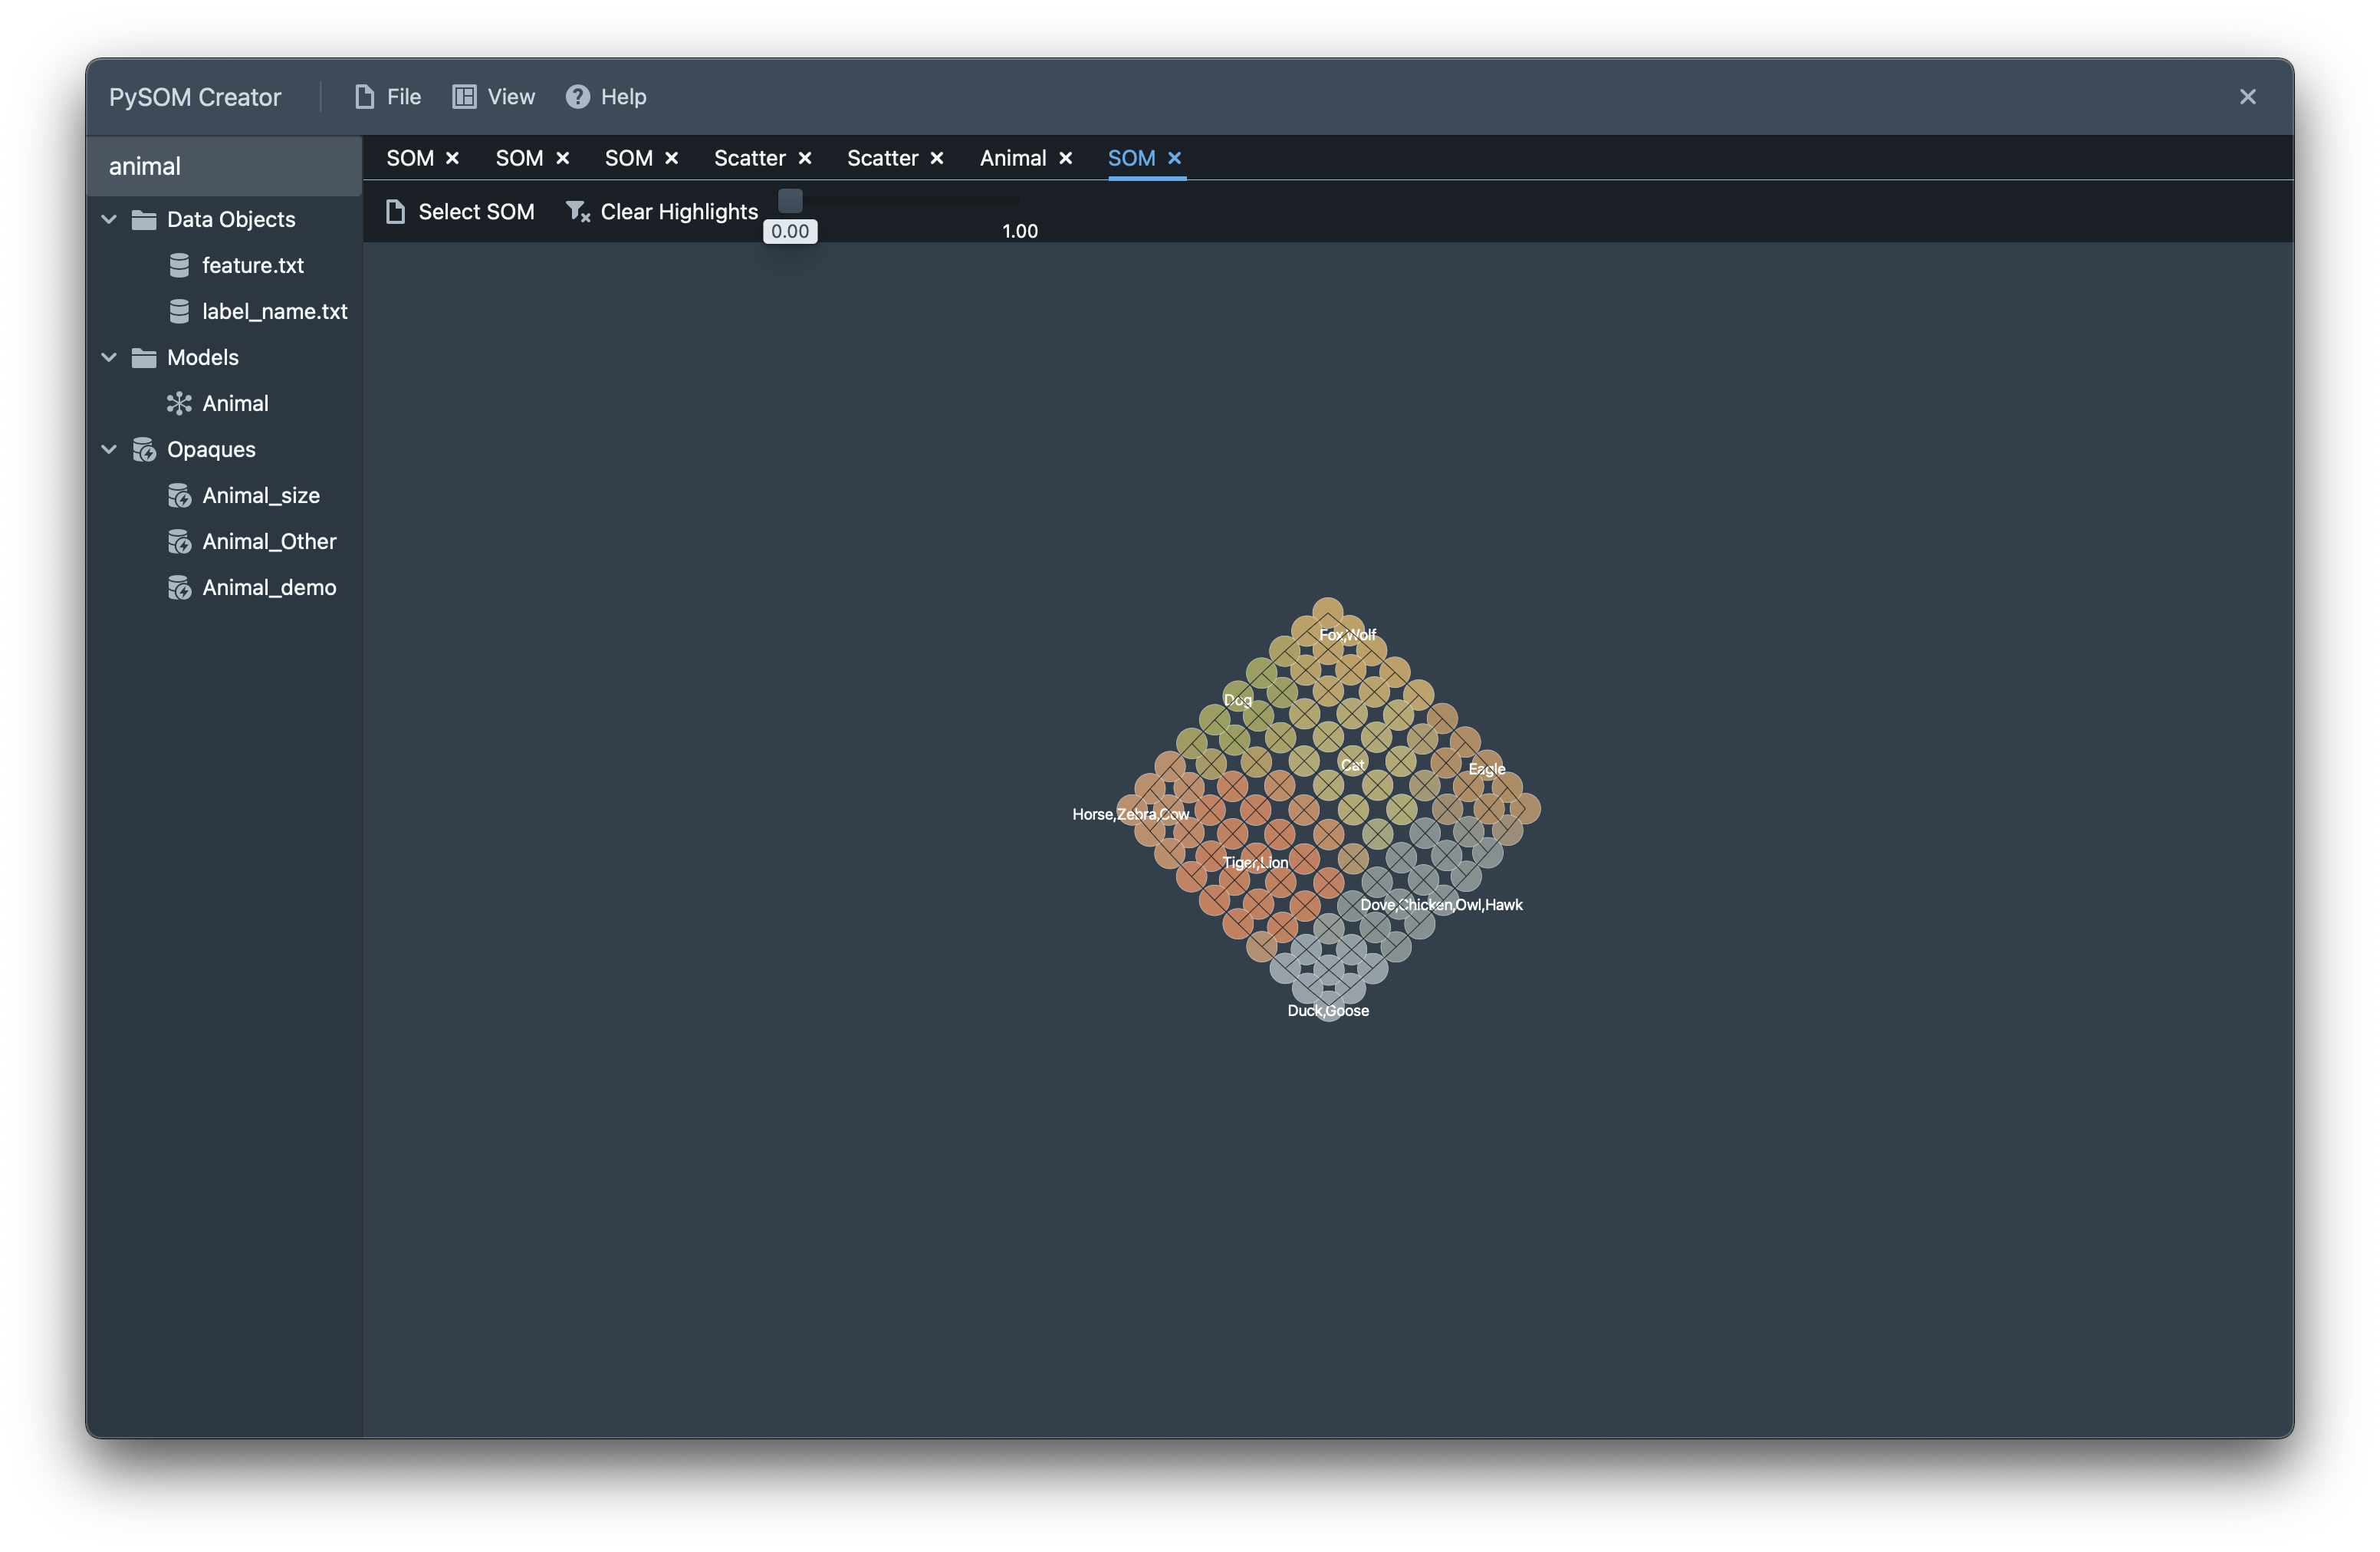 PySOM Creator File View Help
animal
Data Objects
feature.txt
label_name.txt
Models
Animal
Opaques
Animal_size
Animal_Other
Animal_demo
SOM SOM SOM Scatter Scatter Animal SOM
Select SOM Clear Highlights
0.00 1.00
Fox,Wolf
Dog
Cat
Eagle
Horse,Zebra,Cow
Tiger,Lion
Dove,Chicken,Owl,Hawk
Duck,Goose